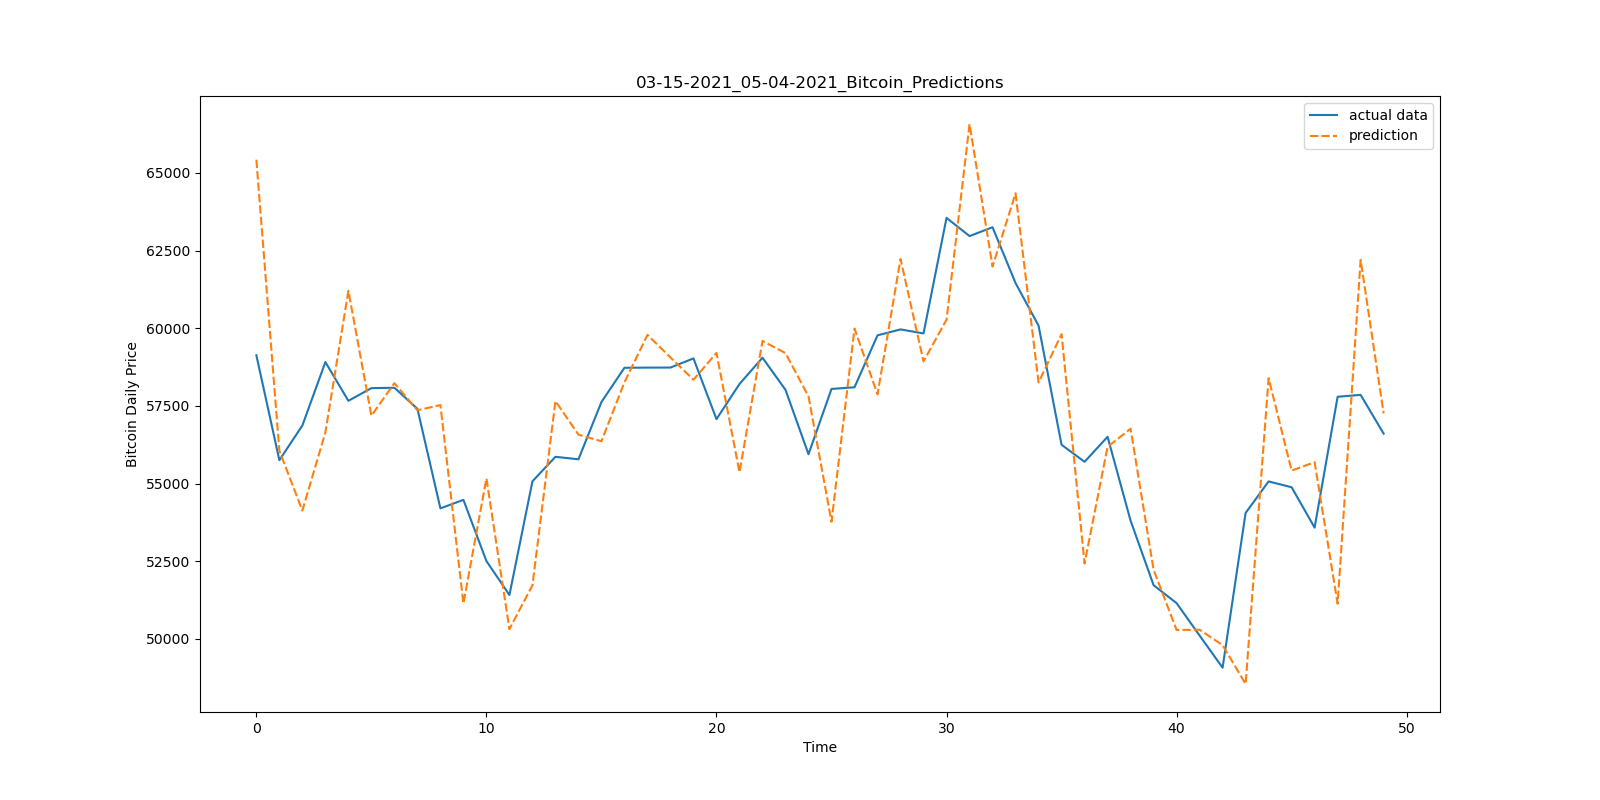 03-15-2021_05-04-2021_Bitcoin_Predictions
actual data
prediction
65000
62500
60000
57500
55000
52500
50000
Bitcoin Daily Price
0 10 20 30 40 50
Time